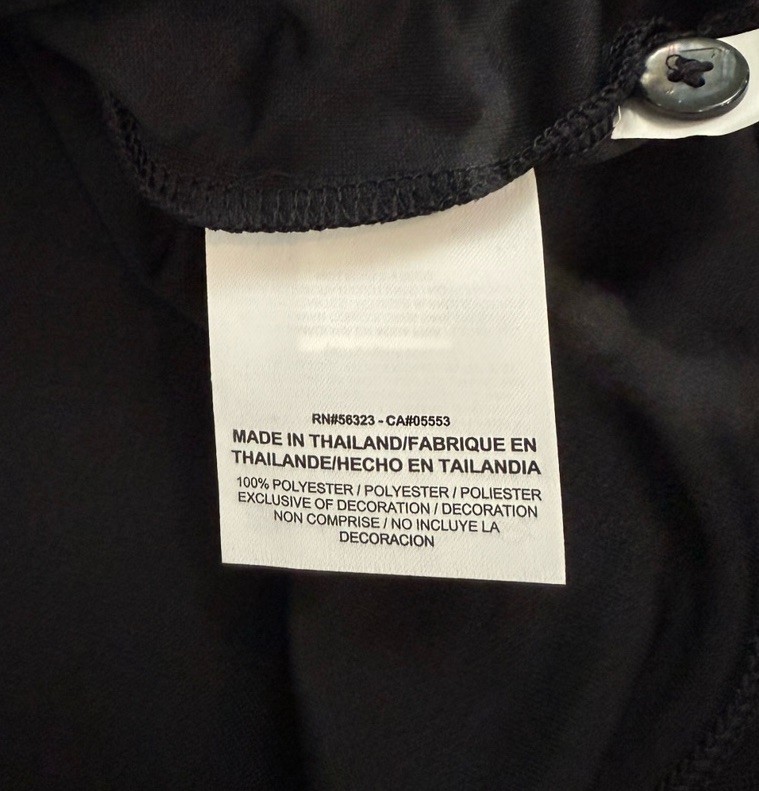 RN#56323 - CA#05553
MADE IN THAILAND/FABRIQUE EN
THAILANDE/HECHO EN TAILANDIA
100% POLYESTER / POLYESTER / POLIESTER
EXCLUSIVE OF DECORATION / DECORATION
NON COMPRISE / NO INCLUYE LA
DECORACION